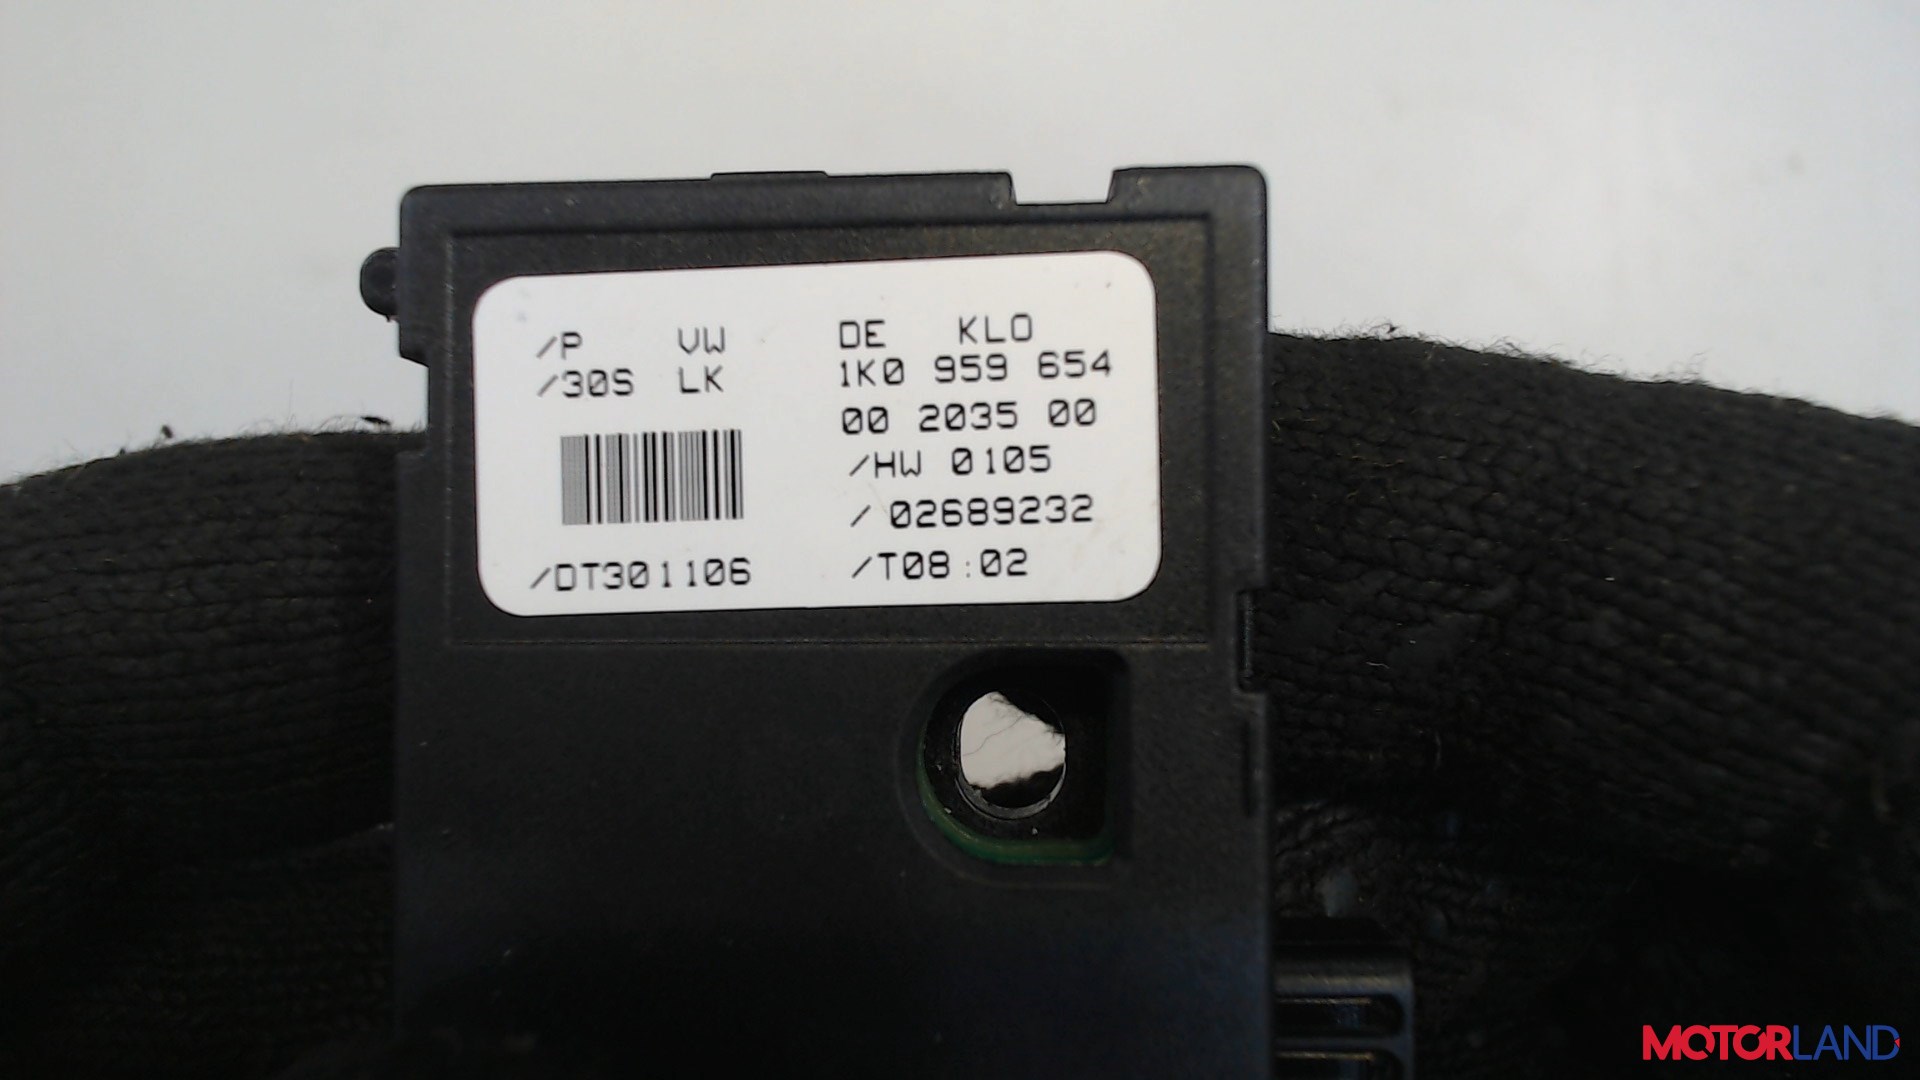 /P VW DE KLO
/30S LK 1K0 959 654
00 2035 00
/HW 0105
/ 02689232
/DT301106 /T08:02
MOTORLAND